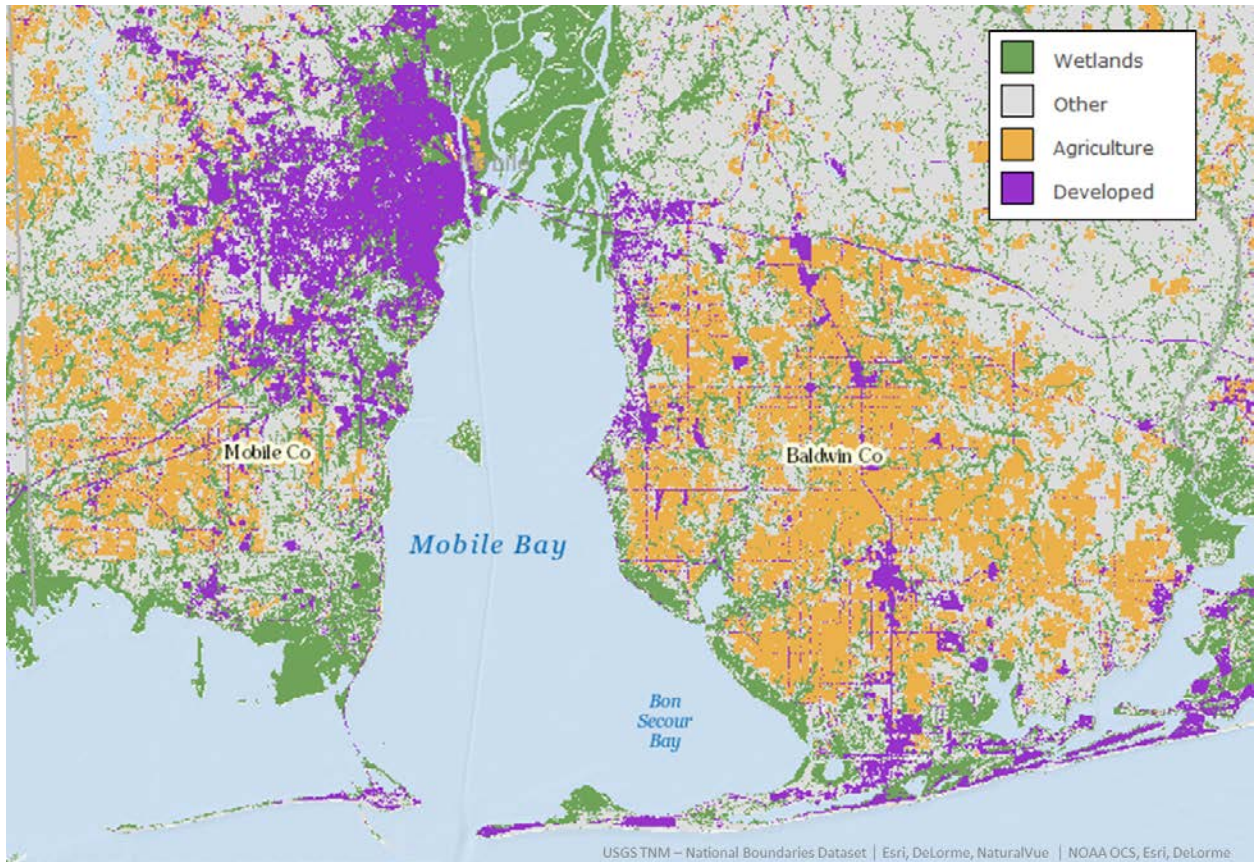 Wetlands
Other
Agriculture
Developed
Mobile Co
Baldwin Co
Mobile Bay
Bon
Secour
Bay
USGS TNM – National Boundaries Dataset | Esri, DeLorme, NaturalVue | NOAA OCS, Esri, DeLorme